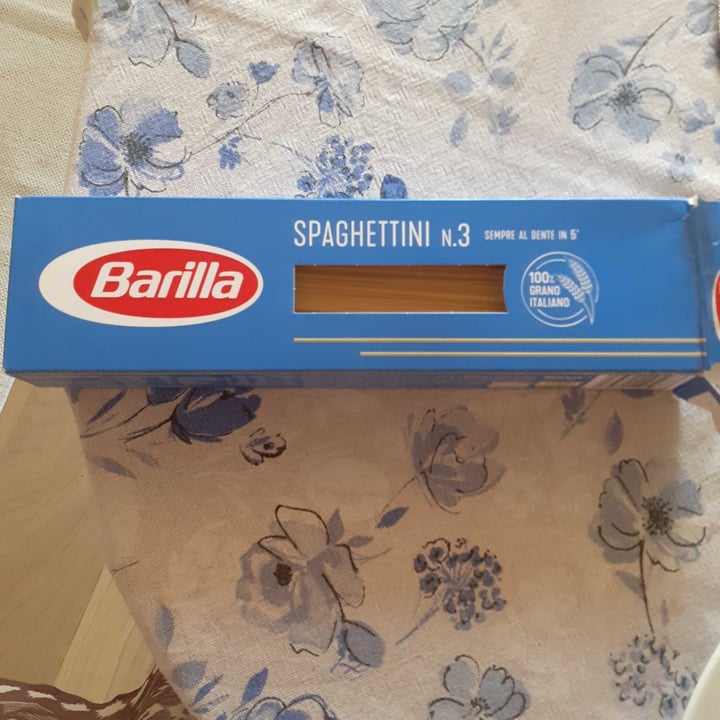 Barilla
SPAGHETTINI N.3
SEMPRE AL DENTE IN 5'
100%
GRANO
ITALIANO